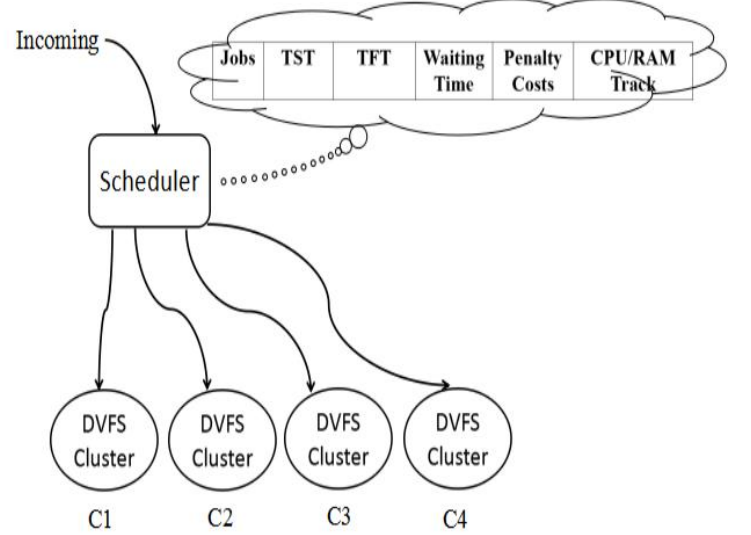 Incoming
Jobs TST TFT Waiting Time Penalty Costs CPU/RAM Track
Scheduler
DVFS Cluster
DVFS Cluster
DVFS Cluster
DVFS Cluster
C1 C2 C3 C4